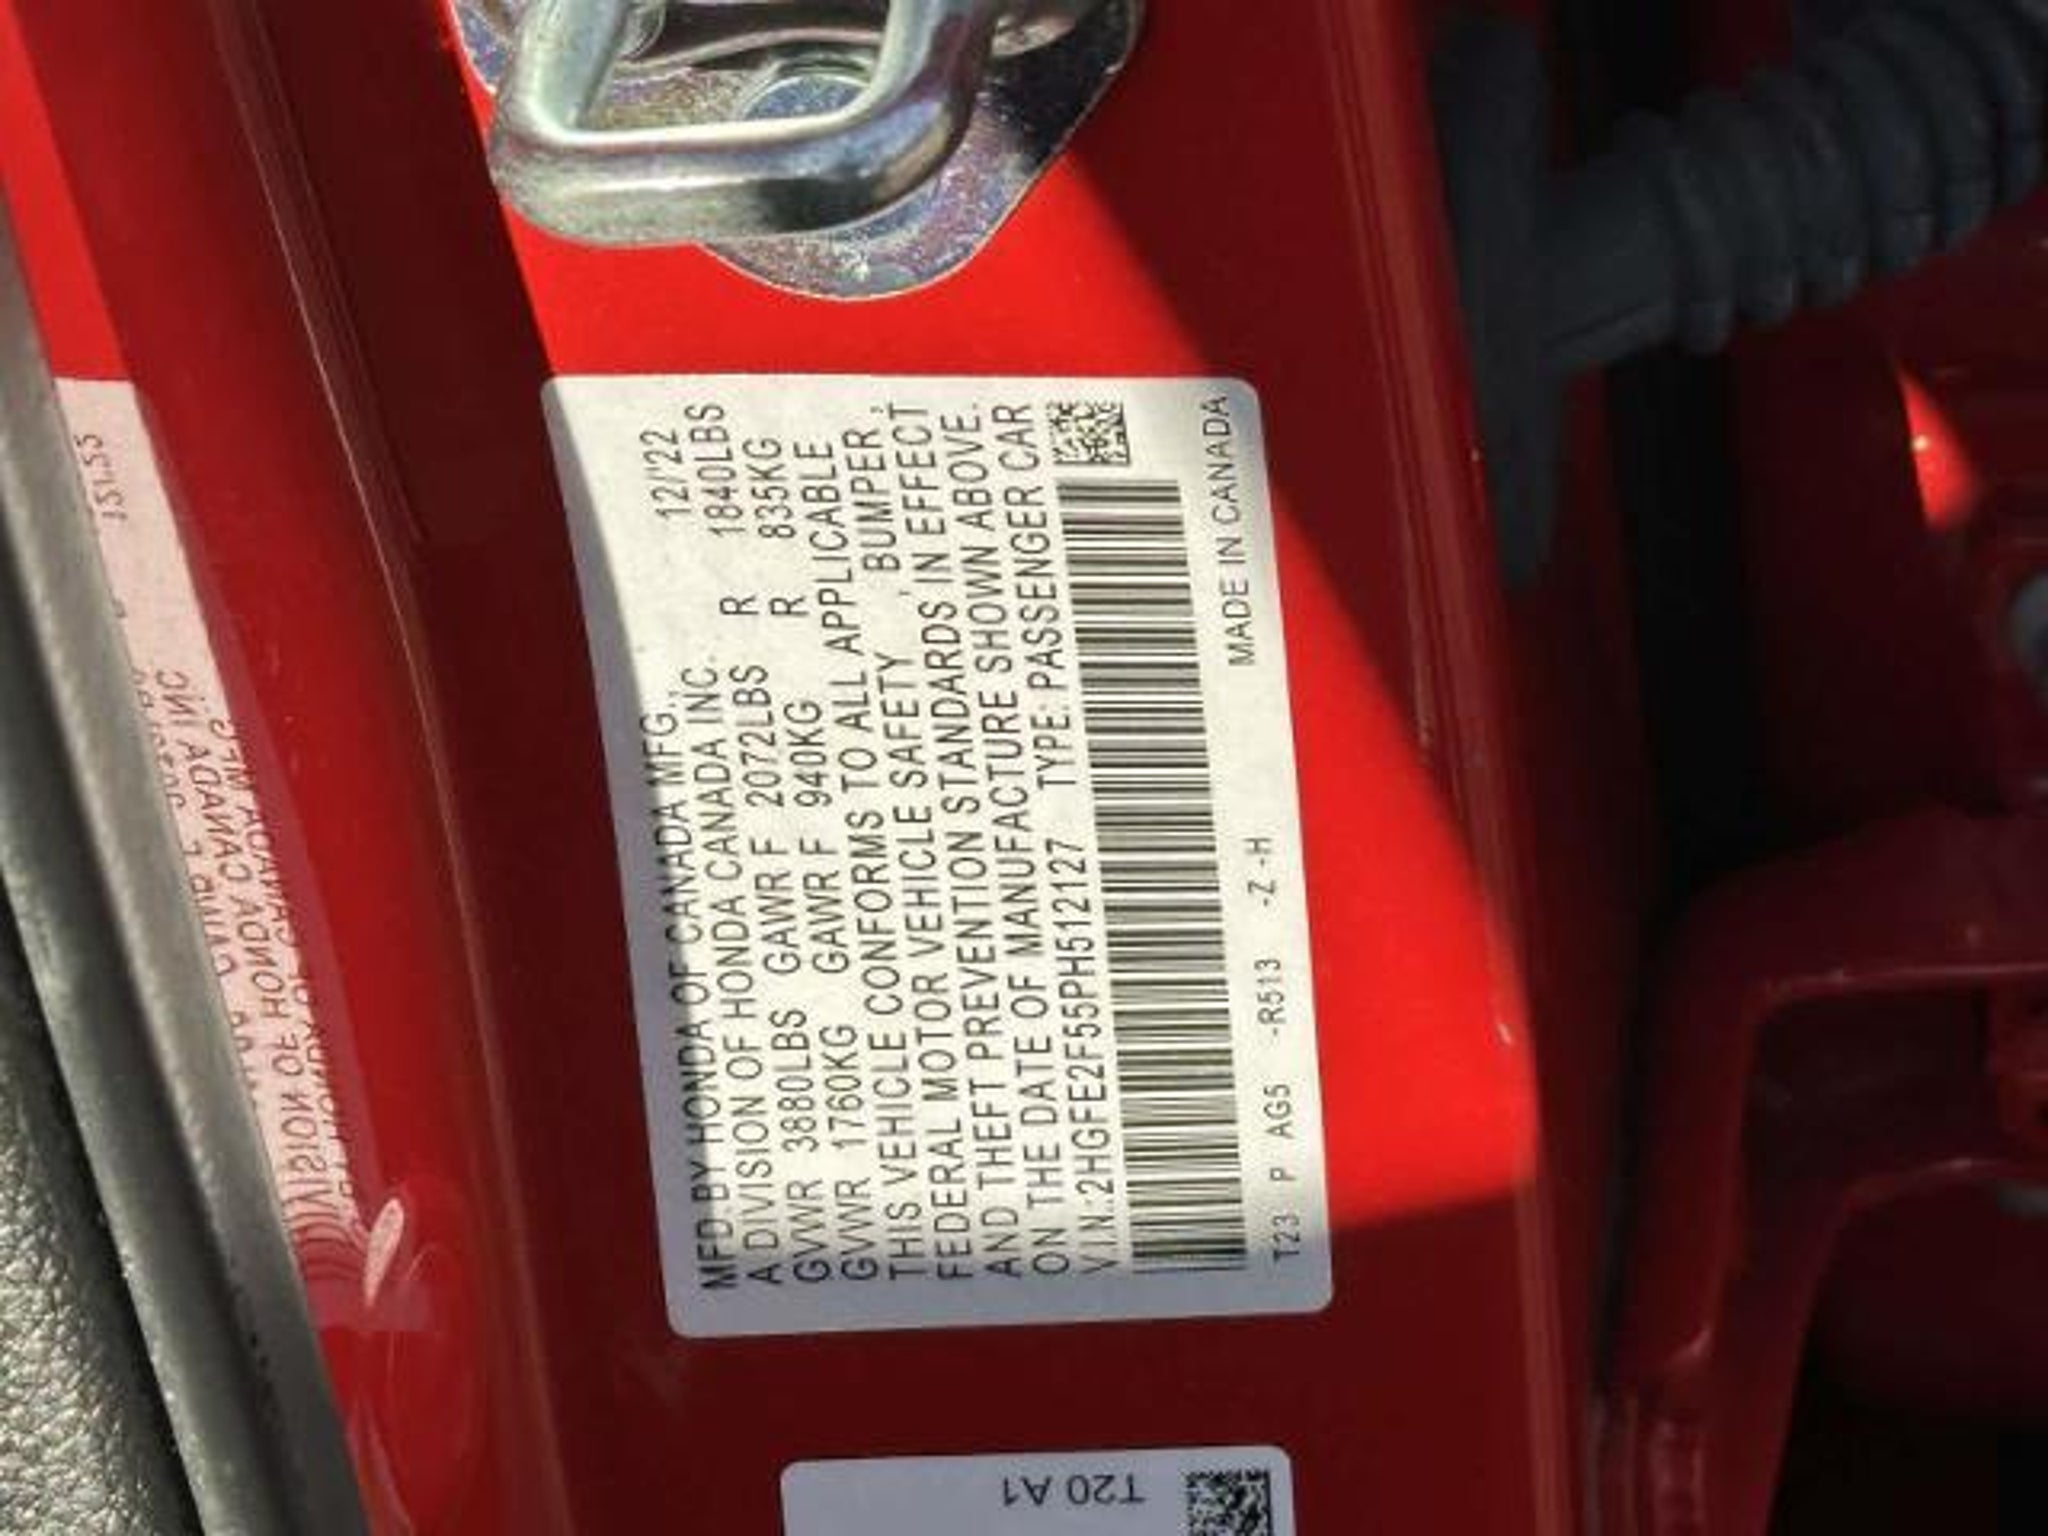 MFD BY HONDA OF CANADA MFG., 12/'22
A DIVISION OF HONDA CANADA INC.
GVWR 3880LBS GAWR F 2072LBS R 1840LBS
GVWR 1760KG GAWR F 940KG R 835KG
THIS VEHICLE CONFORMS TO ALL APPLICABLE
FEDERAL MOTOR VEHICLE SAFETY, BUMPER,
AND THEFT PREVENTION STANDARDS IN EFFECT
ON THE DATE OF MANUFACTURE SHOWN ABOVE.
V.I.N.:2HGFE2F55PH512127 TYPE: PASSENGER CAR
MADE IN CANADA
T23 P AG5 -R513 -Z-H
T20 A1